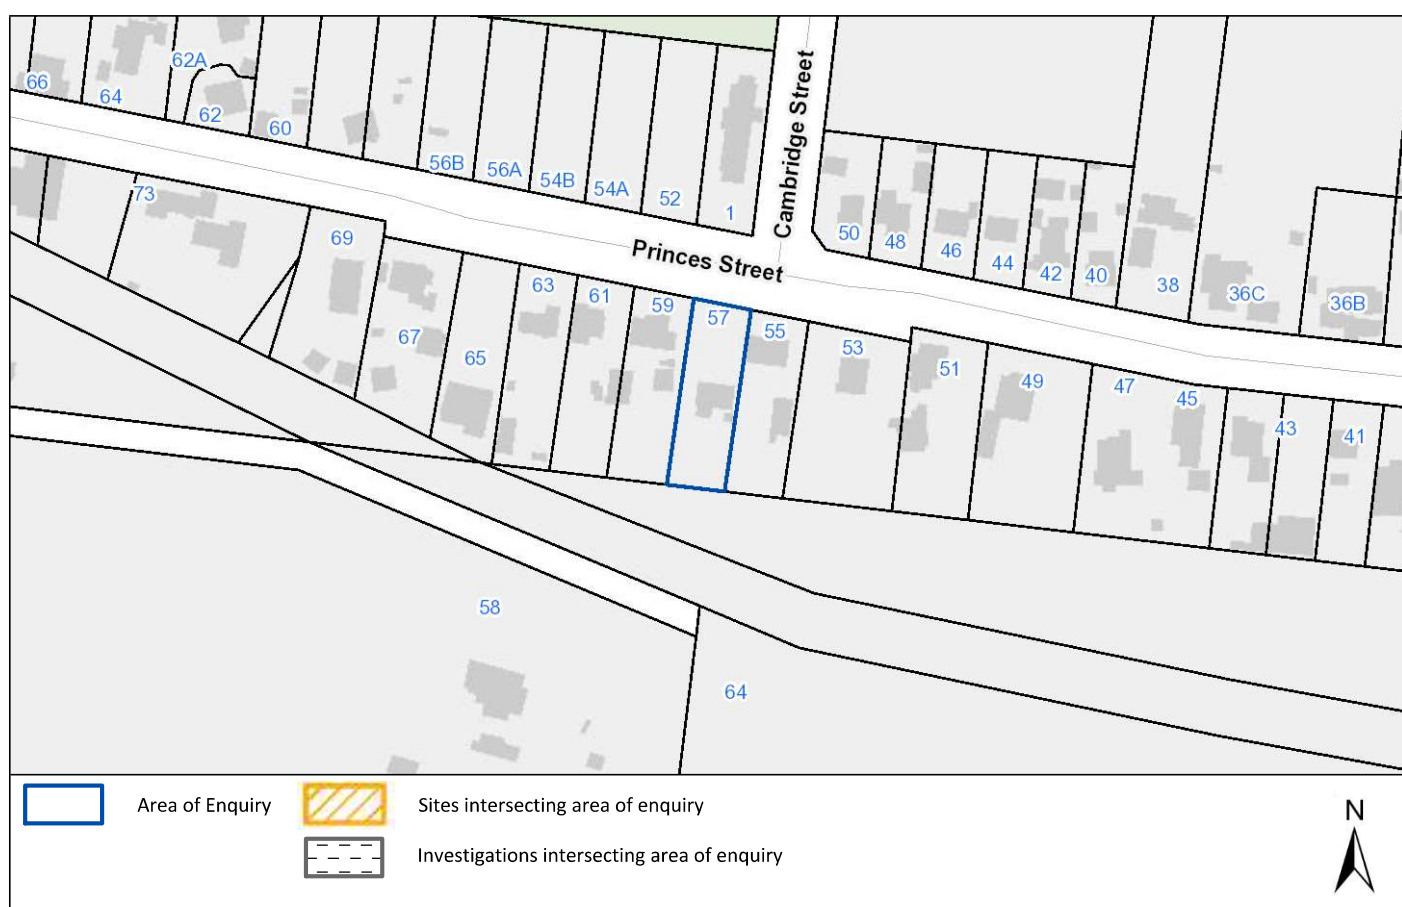 62A
66
64
62
60
56B
56A
54B
54A
52
1
Cambridge Street
50
48
46
44
42
40
38
36C
36B
73
69
Princes Street
67
65
63
61
59
57
55
53
51
49
47
45
43
41
58
64
Area of Enquiry
Sites intersecting area of enquiry
Investigations intersecting area of enquiry
N